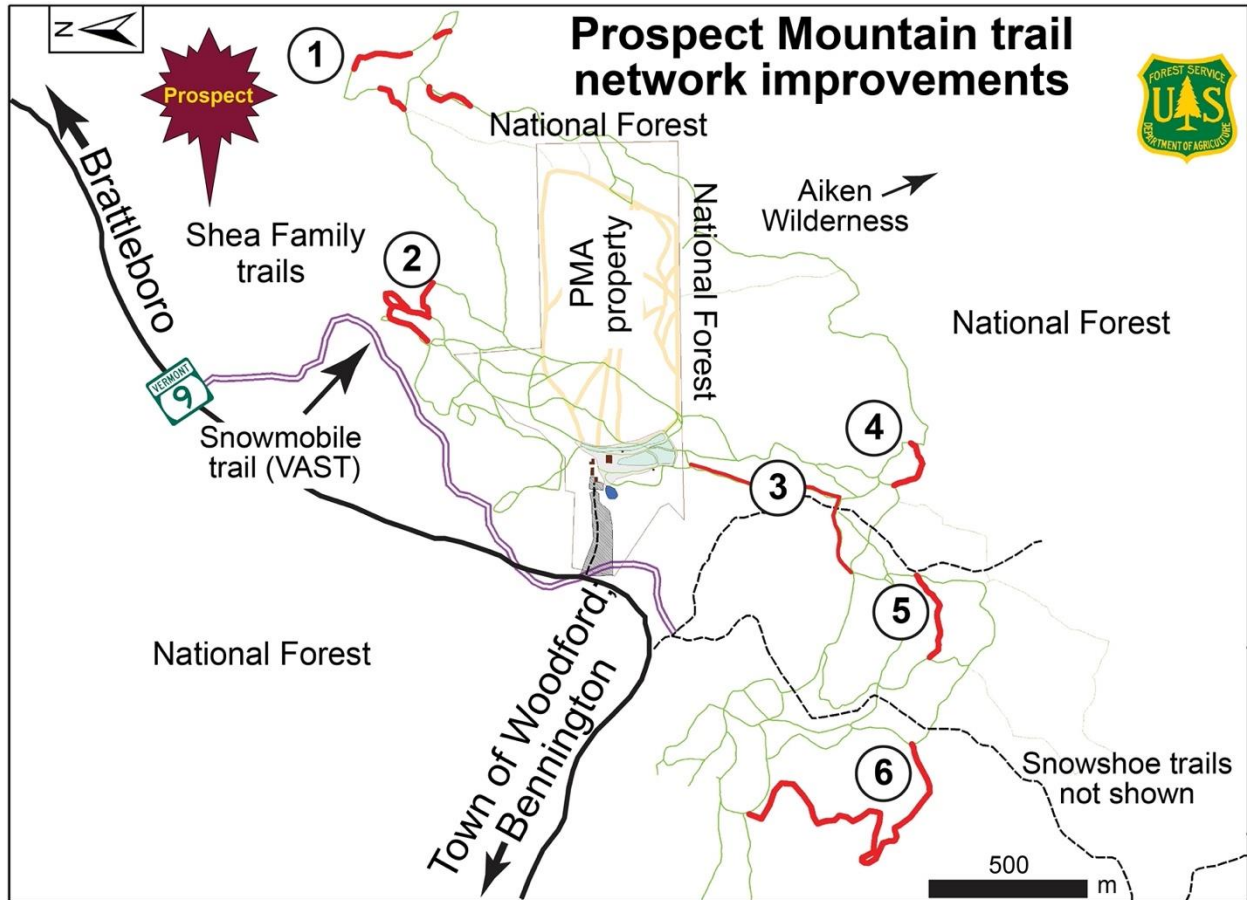 N
1
Prospect
Prospect Mountain trail
network improvements
FOREST SERVICE
US
DEPARTMENT OF AGRICULTURE
National Forest
Brattleboro
Shea Family
trails
2
PMA
property
National Forest
Aiken
Wilderness
National Forest
VERMONT
9
Snowmobile
trail (VAST)
4
3
5
National Forest
Town of Woodford,
Bennington
6
Snowshoe trails
not shown
500
m